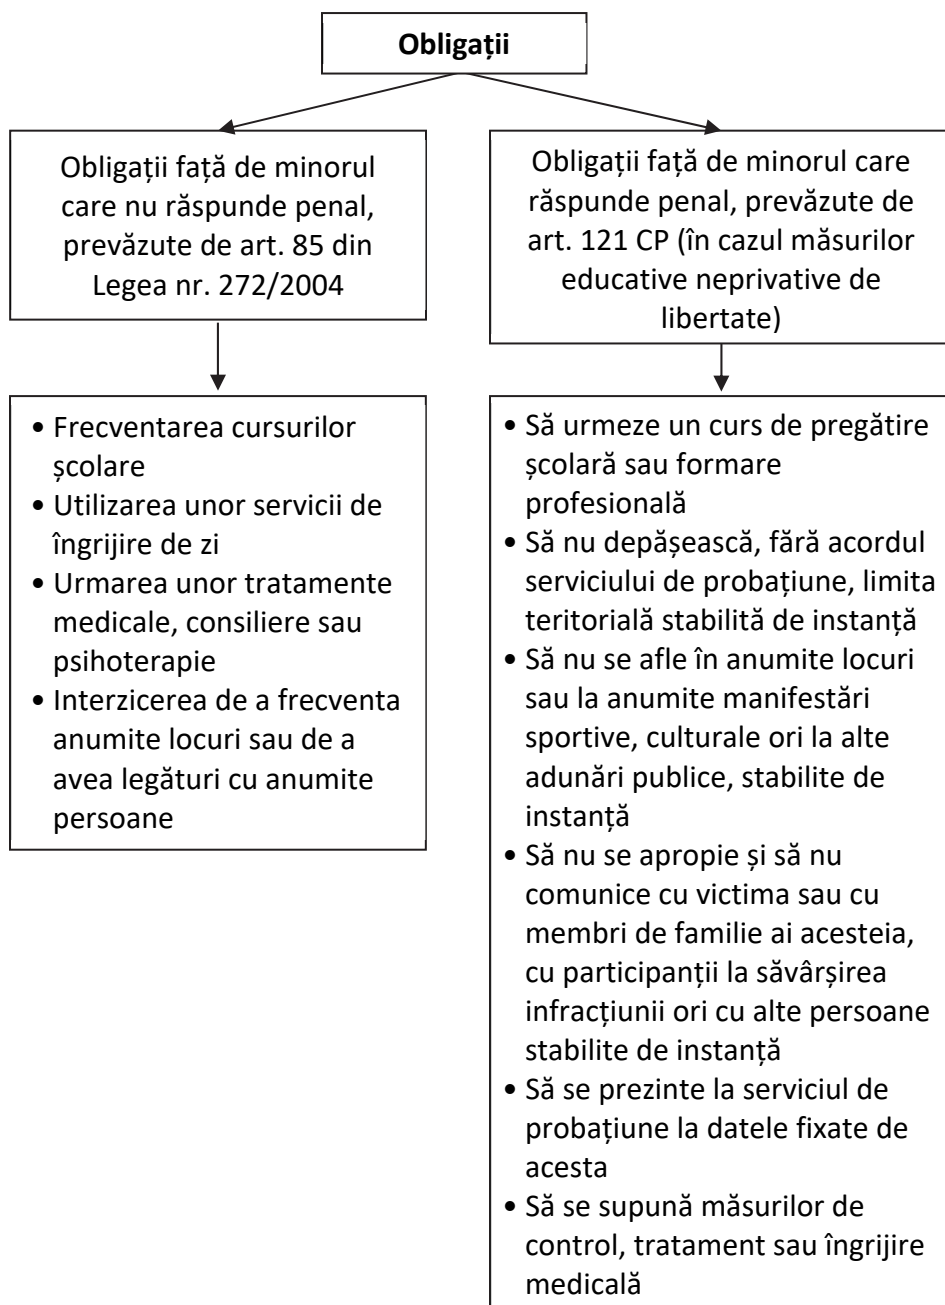 Obligații
Obligații față de minorul
care nu răspunde penal,
prevăzute de art. 85 din
Legea nr. 272/2004
Obligații față de minorul care
răspunde penal, prevăzute de
art. 121 CP (în cazul măsurilor
educative neprivative de
libertate)
• Frecventarea cursurilor
școlare
• Utilizarea unor servicii de
îngrijire de zi
• Urmarea unor tratamente
medicale, consiliere sau
psihoterapie
• Interzicerea de a frecventa
anumite locuri sau de a
avea legături cu anumite
persoane
• Să urmeze un curs de pregătire
școlară sau formare
profesională
• Să nu depășească, fără acordul
serviciului de probațiune, limita
teritorială stabilită de instanță
• Să nu se afle în anumite locuri
sau la anumite manifestări
sportive, culturale ori la alte
adunări publice, stabilite de
instanță
• Să nu se apropie și să nu
comunice cu victima sau cu
membri de familie ai acesteia,
cu participanții la săvârșirea
infracțiunii ori cu alte persoane
stabilite de instanță
• Să se prezinte la serviciul de
probațiune la datele fixate de
acesta
• Să se supună măsurilor de
control, tratament sau îngrijire
medicală